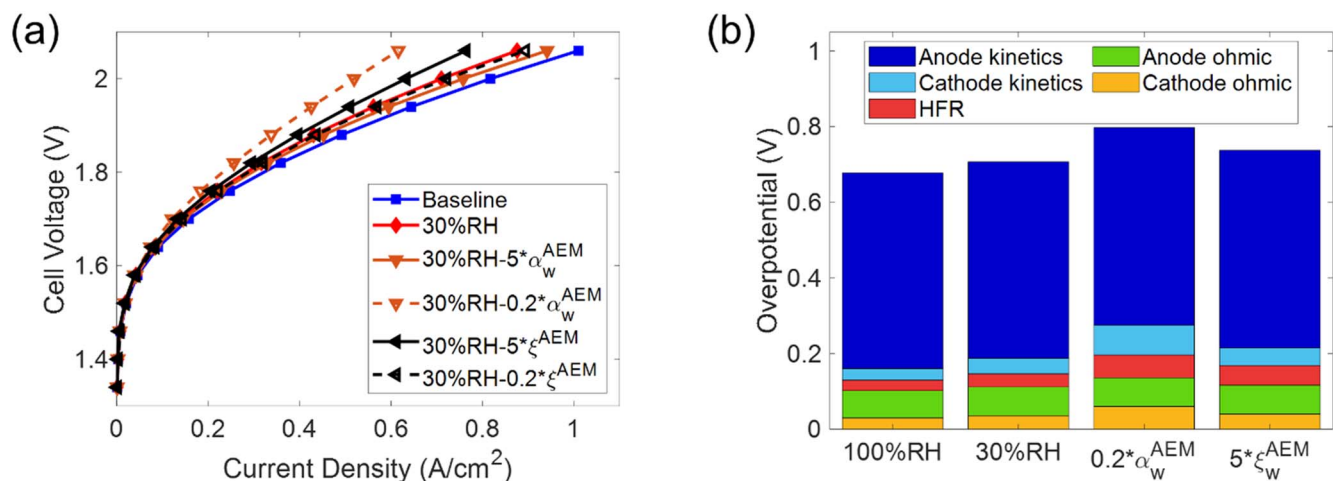 (a)
Cell Voltage (V)
2
1.8
1.6
1.4
0
0.2
0.4
0.6
0.8
1
Current Density (A/cm²)
Baseline
30%RH
30%RH-5*α_w^AEM
30%RH-0.2*α_w^AEM
30%RH-5*ξ^AEM
30%RH-0.2*ξ^AEM
(b)
Overpotential (V)
1
0.8
0.6
0.4
0.2
0
Anode kinetics
Cathode kinetics
HFR
Anode ohmic
Cathode ohmic
100%RH
30%RH
0.2*α_w^AEM
5*ξ_w^AEM